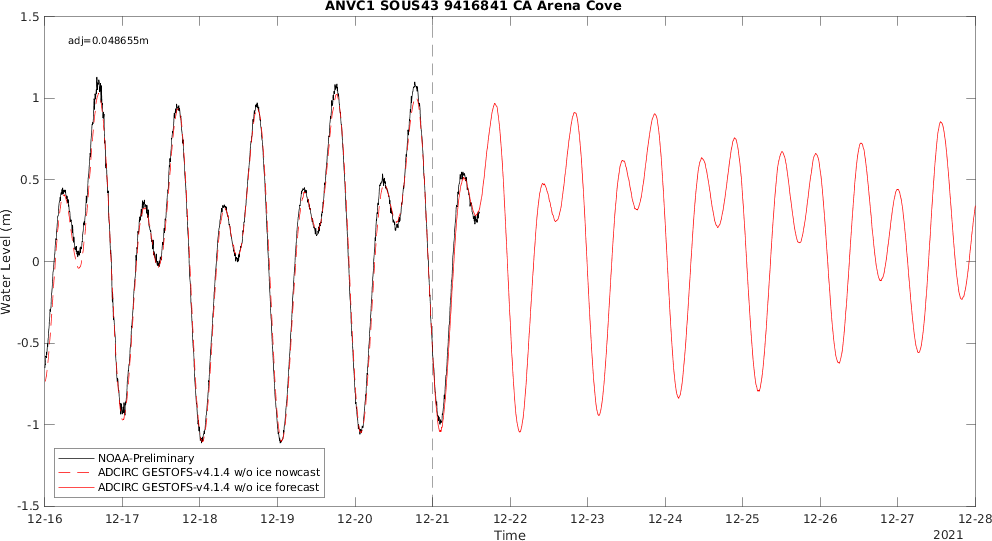 ANVC1 SOUS43 9416841 CA Arena Cove
adj=0.048655m
Water Level (m)
1.5
1
0.5
0
-0.5
-1
-1.5
NOAA-Preliminary
ADCIRC GESTOFS-v4.1.4 w/o ice nowcast
ADCIRC GESTOFS-v4.1.4 w/o ice forecast
12-16 12-17 12-18 12-19 12-20 12-21 12-22 12-23 12-24 12-25 12-26 12-27 12-28
Time
2021